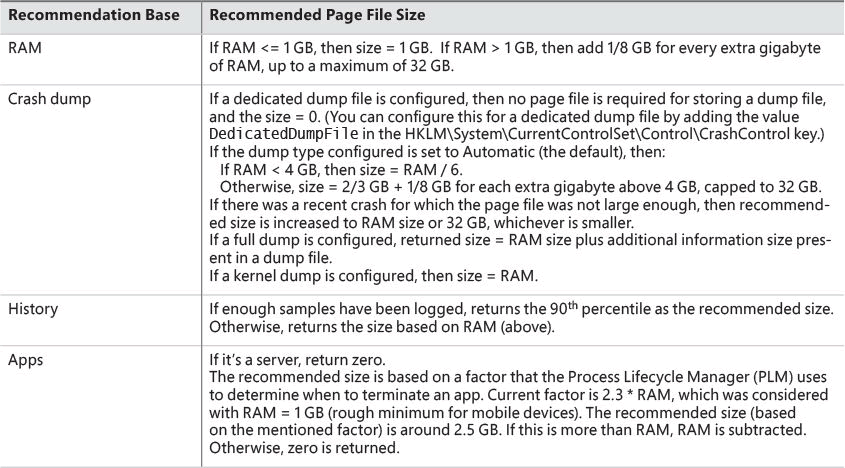 Recommendation Base Recommended Page File Size
RAM If RAM <= 1 GB, then size = 1 GB. If RAM > 1 GB, then add 1/8 GB for every extra gigabyte
of RAM, up to a maximum of 32 GB.
Crash dump If a dedicated dump file is configured, then no page file is required for storing a dump file,
and the size = 0. (You can configure this for a dedicated dump file by adding the value
DedicatedDumpFile in the HKLM\System\CurrentControlSet\Control\CrashControl key.)
If the dump type configured is set to Automatic (the default), then:
If RAM < 4 GB, then size = RAM / 6.
Otherwise, size = 2/3 GB + 1/8 GB for each extra gigabyte above 4 GB, capped to 32 GB.
If there was a recent crash for which the page file was not large enough, then recommend-
ed size is increased to RAM size or 32 GB, whichever is smaller.
If a full dump is configured, returned size = RAM size plus additional information size pres-
ent in a dump file.
If a kernel dump is configured, then size = RAM.
History If enough samples have been logged, returns the 90th percentile as the recommended size.
Otherwise, returns the size based on RAM (above).
Apps If it's a server, return zero.
The recommended size is based on a factor that the Process Lifecycle Manager (PLM) uses
to determine when to terminate an app. Current factor is 2.3 * RAM, which was considered
with RAM = 1 GB (rough minimum for mobile devices). The recommended size (based
on the mentioned factor) is around 2.5 GB. If this is more than RAM, RAM is subtracted.
Otherwise, zero is returned.